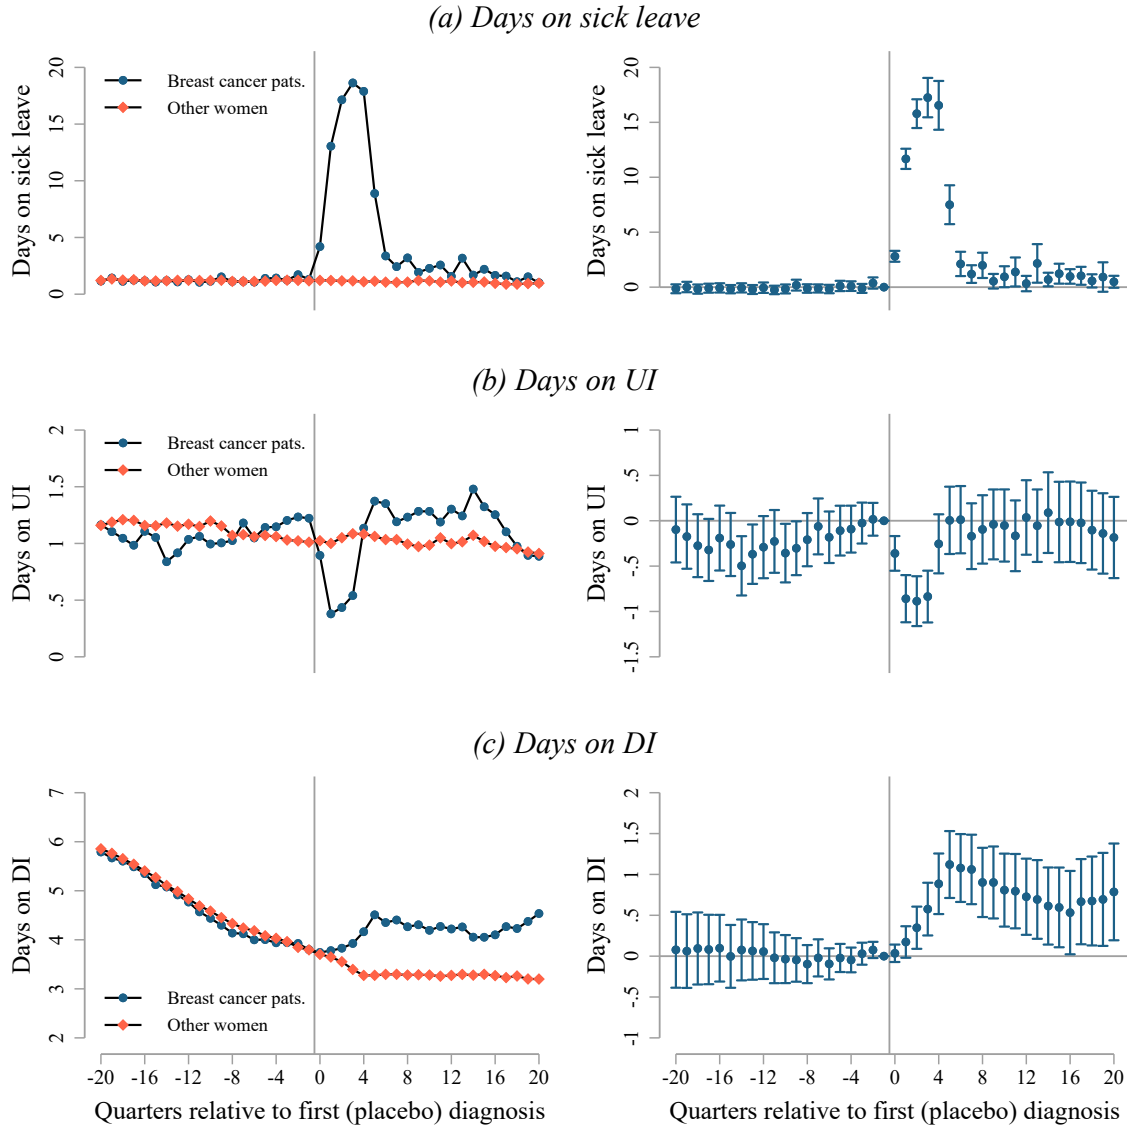 (a) Days on sick leave
Days on sick leave
20
15
10
5
0
Breast cancer pats.
Other women
Days on sick leave
20
15
10
5
0
(b) Days on UI
Days on UI
2
1.5
1
.5
0
Breast cancer pats.
Other women
Days on UI
1
.5
0
-.5
-1
-1.5
(c) Days on DI
Days on DI
7
6
5
4
3
2
Breast cancer pats.
Other women
-20 -16 -12 -8 -4 0 4 8 12 16 20
Quarters relative to first (placebo) diagnosis
Days on DI
2
1.5
1
.5
0
-.5
-1
-20 -16 -12 -8 -4 0 4 8 12 16 20
Quarters relative to first (placebo) diagnosis